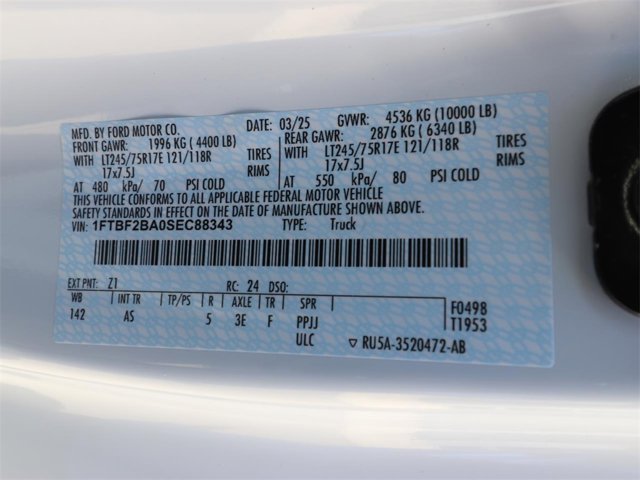 MFD. BY FORD MOTOR CO. DATE: 03/25 GVWR: 4536 KG (10000 LB)
FRONT GAWR: 1996 KG (4400 LB) REAR GAWR: 2876 KG (6340 LB)
WITH LT245/75R17E 121/118R TIRES WITH LT245/75R17E 121/118R TIRES
17x7.5J RIMS 17x7.5J RIMS
AT 480 kPa/ 70 PSI COLD AT 550 kPa/ 80 PSI COLD
THIS VEHICLE CONFORMS TO ALL APPLICABLE FEDERAL MOTOR VEHICLE
SAFETY STANDARDS IN EFFECT ON THE DATE OF MANUFACTURE SHOWN ABOVE.
VIN: 1FTBF2BA0SEC88343 TYPE: Truck
EXT PNT: Z1 RC: 24 DSO:
WB INT TR TP/PS R AXLE TR SPR F0498
142 AS 5 3E F PPJJ T1953
ULC RU5A-3520472-AB